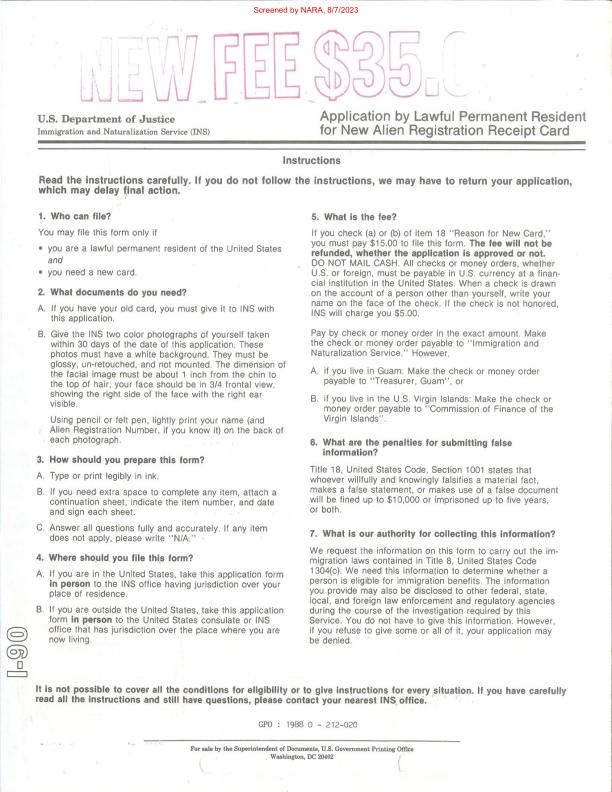 Screened by NARA, 8/7/2023
NEW FEE $35.
U.S. Department of Justice
Immigration and Naturalization Service (INS)
Application by Lawful Permanent Resident
for New Alien Registration Receipt Card
Instructions
Read the instructions carefully. If you do not follow the instructions, we may have to return your application,
which may delay final action.
1. Who can file?
You may file this form only if
• you are a lawful permanent resident of the United States
and
• you need a new card.
2. What documents do you need?
A. If you have your old card, you must give it to INS with
this application.
B. Give the INS two color photographs of yourself taken
within 30 days of the date of this application. These
photos must have a white background. They must be
glossy, un-retouched, and not mounted. The dimension of
the facial image must be about 1 inch from the chin to
the top of hair; your face should be in 3/4 frontal view,
showing the right side of the face with the right ear
visible.
Using pencil or felt pen, lightly print your name (and
Alien Registration Number, if you know it) on the back of
each photograph.
3. How should you prepare this form?
A. Type or print legibly in ink.
B. If you need extra space to complete any item, attach a
continuation sheet, indicate the item number, and date
and sign each sheet.
C. Answer all questions fully and accurately. If any item
does not apply, please write "N/A."
4. Where should you file this form?
A. If you are in the United States, take this application form
in person to the INS office having jurisdiction over your
place of residence.
B. If you are outside the United States, take this application
form in person to the United States consulate or INS
office that has jurisdiction over the place where you are
now living.
5. What is the fee?
If you check (a) or (b) of item 18 "Reason for New Card,"
you must pay $15.00 to file this form. The fee will not be
refunded, whether the application is approved or not.
DO NOT MAIL CASH. All checks or money orders, whether
U.S. or foreign, must be payable in U.S. currency at a finan-
cial institution in the United States. When a check is drawn
on the account of a person other than yourself, write your
name on the face of the check. If the check is not honored,
INS will charge you $5.00.
Pay by check or money order in the exact amount. Make
the check or money order payable to "Immigration and
Naturalization Service." However,
A. if you live in Guam: Make the check or money order
payable to "Treasurer, Guam", or
B. if you live in the U.S. Virgin Islands: Make the check or
money order payable to "Commission of Finance of the
Virgin Islands".
6. What are the penalties for submitting false
information?
Title 18, United States Code, Section 1001 states that
whoever willfully and knowingly falsifies a material fact,
makes a false statement, or makes use of a false document
will be fined up to $10,000 or imprisoned up to five years,
or both.
7. What is our authority for collecting this information?
We request the information on this form to carry out the im-
migration laws contained in Title 8, United States Code
1304(c). We need this information to determine whether a
person is eligible for immigration benefits. The information
you provide may also be disclosed to other federal, state,
local, and foreign law enforcement and regulatory agencies
during the course of the investigation required by this
Service. You do not have to give this information. However,
if you refuse to give some or all of it, your application may
be denied.
I-90
It is not possible to cover all the conditions for eligibility or to give instructions for every situation. If you have carefully
read all the instructions and still have questions, please contact your nearest INS office.
GPO : 1988 O - 212-020
For sale by the Superintendent of Documents, U.S. Government Printing Office
Washington, DC 20402